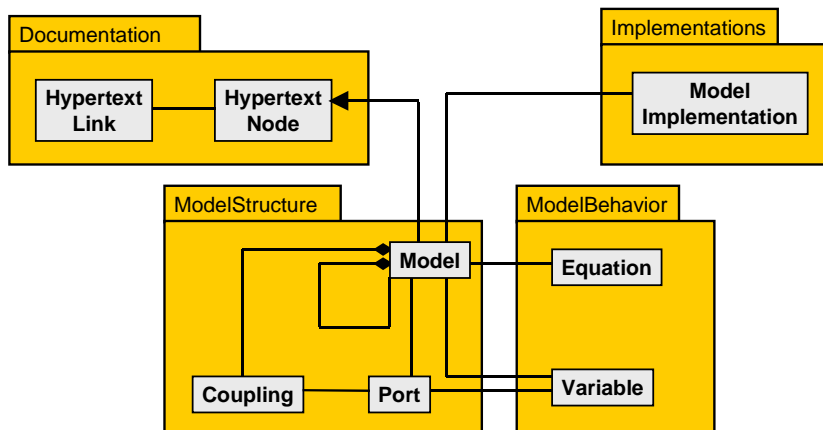 Documentation
Implementations
Hypertext
Link
Hypertext
Node
Model
Implementation
ModelStructure
ModelBehavior
Model
Equation
Coupling
Port
Variable